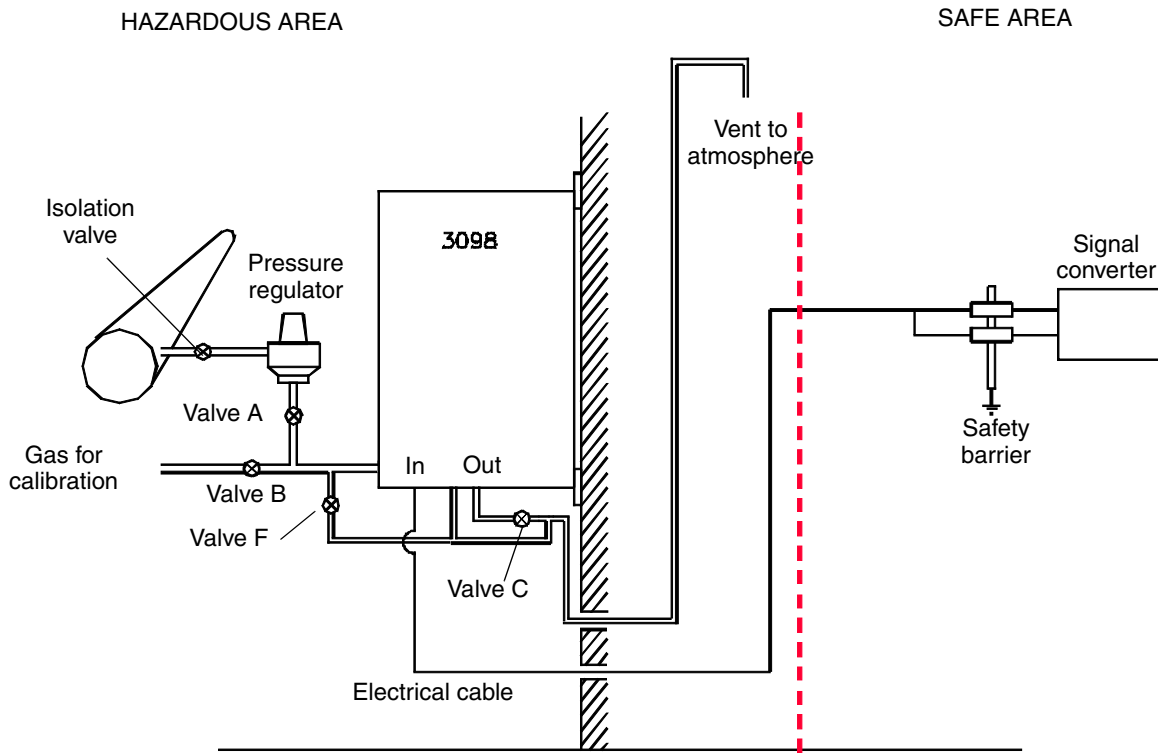 HAZARDOUS AREA
SAFE AREA
Vent to
atmosphere
Isolation
valve
3098
Pressure
regulator
Signal
converter
Valve A
Safety
barrier
Gas for
calibration
In
Out
Valve B
Valve F
Valve C
Electrical cable